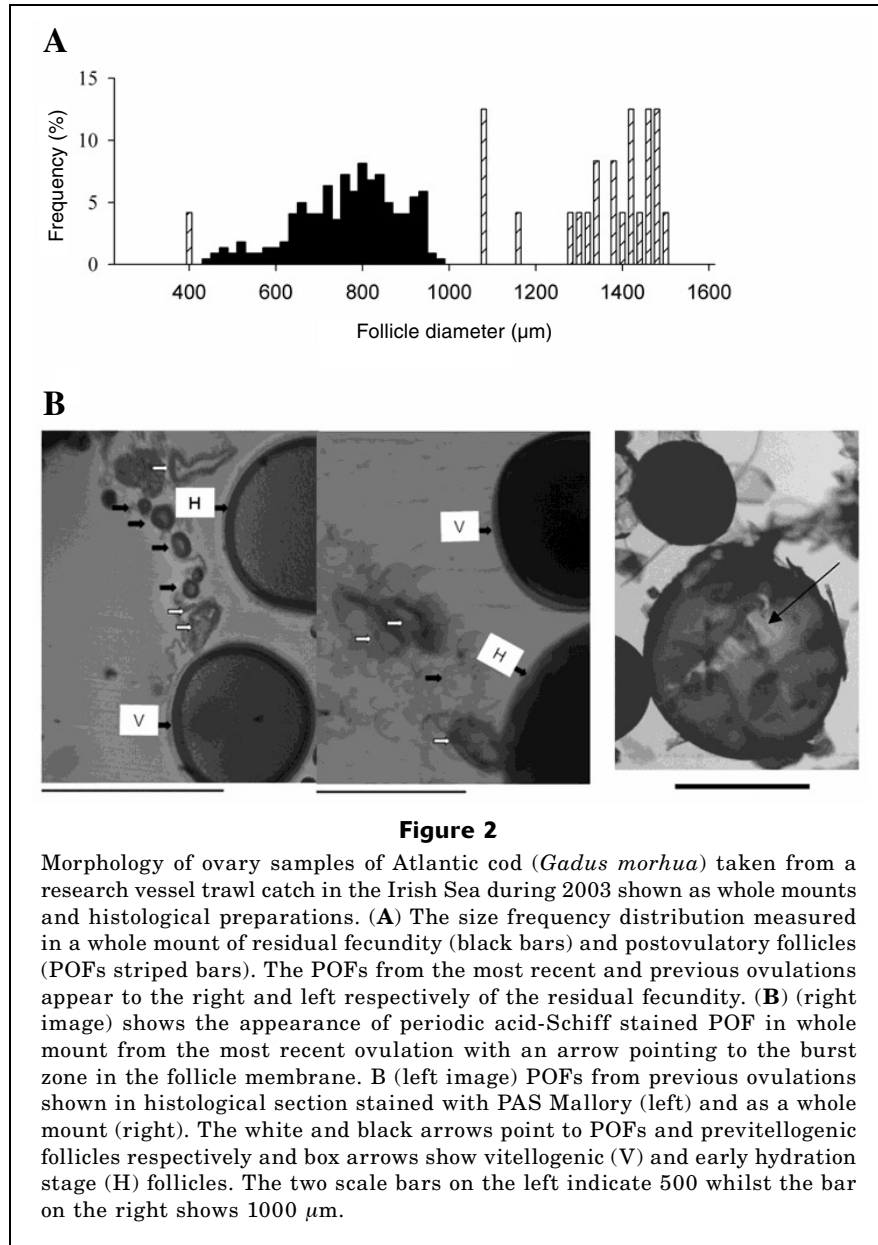 A
15
10
5
0
Frequency (%)
400 600 800 1000 1200 1400 1600
Follicle diameter (µm)
B
H
V
V
H
Figure 2
Morphology of ovary samples of Atlantic cod (Gadus morhua) taken from a
research vessel trawl catch in the Irish Sea during 2003 shown as whole mounts
and histological preparations. (A) The size frequency distribution measured
in a whole mount of residual fecundity (black bars) and postovulatory follicles
(POFs striped bars). The POFs from the most recent and previous ovulations
appear to the right and left respectively of the residual fecundity. (B) (right
image) shows the appearance of periodic acid-Schiff stained POF in whole
mount from the most recent ovulation with an arrow pointing to the burst
zone in the follicle membrane. B (left image) POFs from previous ovulations
shown in histological section stained with PAS Mallory (left) and as a whole
mount (right). The white and black arrows point to POFs and previtellogenic
follicles respectively and box arrows show vitellogenic (V) and early hydration
stage (H) follicles. The two scale bars on the left indicate 500 whilst the bar
on the right shows 1000 µm.